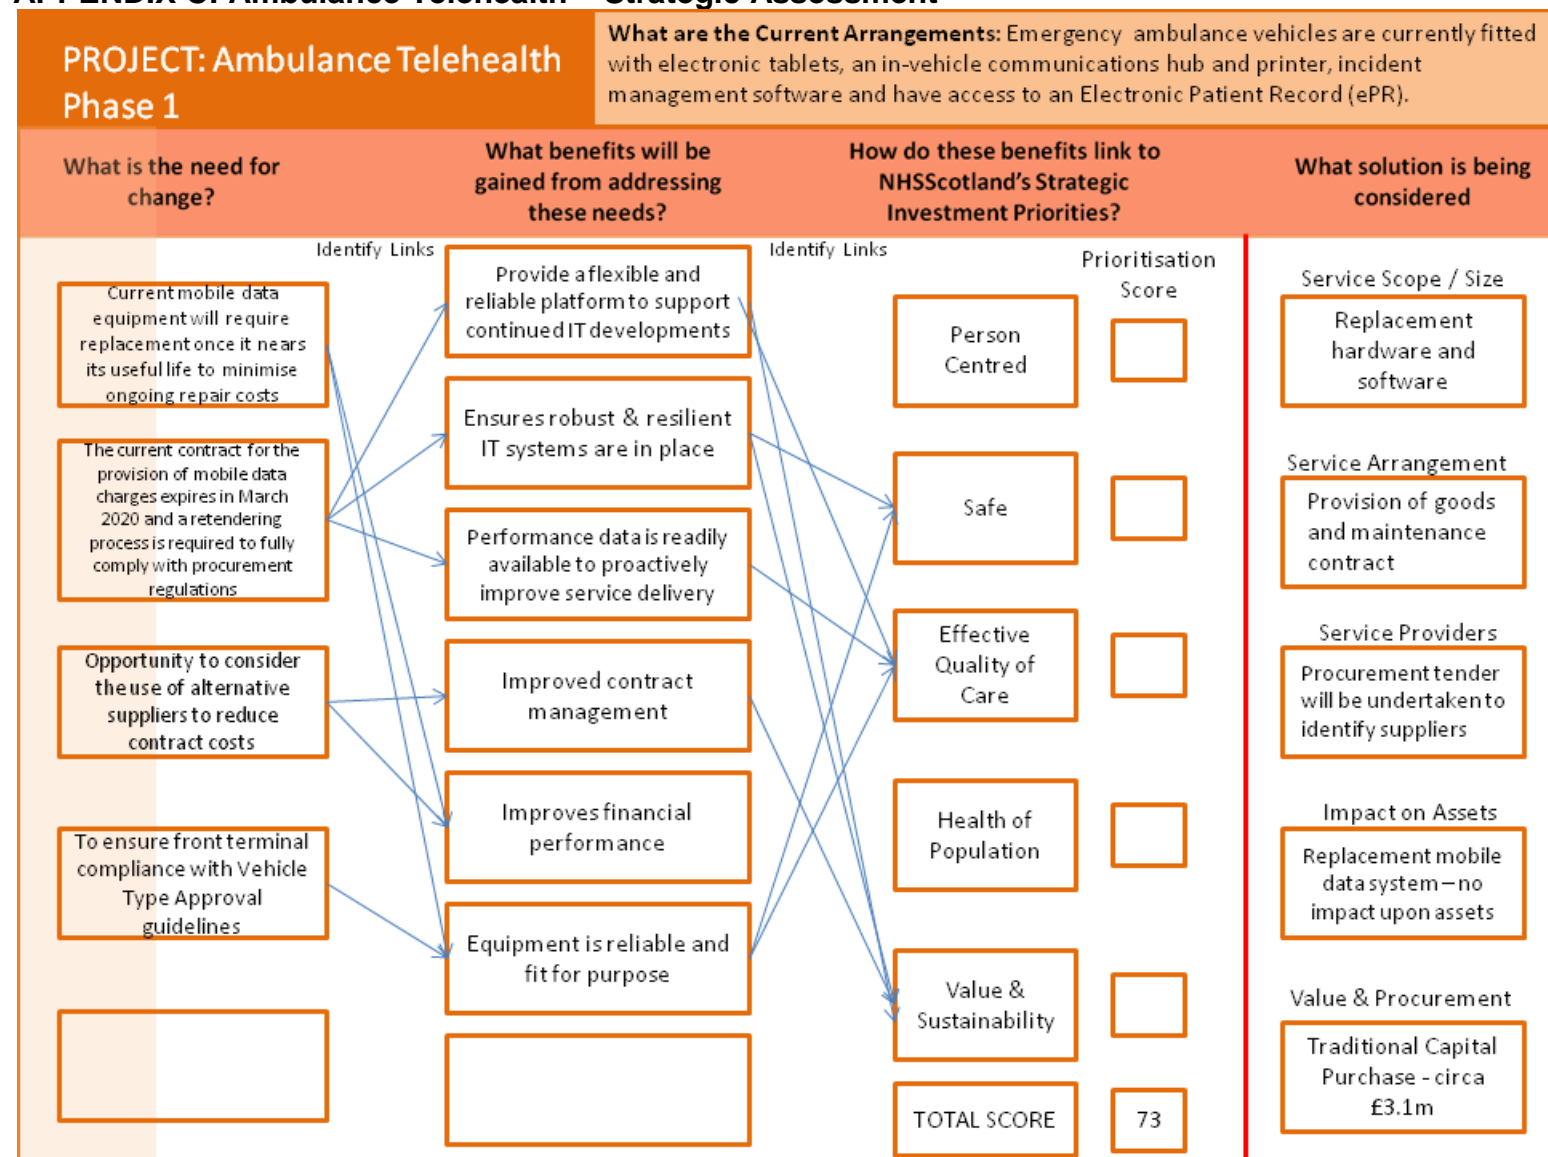 APPENDIX C: Ambulance Telehealth – Strategic Assessment
PROJECT: Ambulance Telehealth
Phase 1
What are the Current Arrangements: Emergency ambulance vehicles are currently fitted
with electronic tablets, an in-vehicle communications hub and printer, incident
management software and have access to an Electronic Patient Record (ePR).
What is the need for
change?
What benefits will be
gained from addressing
these needs?
How do these benefits link to
NHSScotland's Strategic
Investment Priorities?
What solution is being
considered
Identify Links
Identify Links
Prioritisation
Score
Current mobile data
equipment will require
replacement once it nears
its useful life to minimise
ongoing repair costs
The current contract for the
provision of mobile data
charges expires in March
2020 and a retendering
process is required to fully
comply with procurement
regulations
Opportunity to consider
the use of alternative
suppliers to reduce
contract costs
To ensure front terminal
compliance with Vehicle
Type Approval
guidelines
Provide a flexible and
reliable platform to support
continued IT developments
Ensures robust & resilient
IT systems are in place
Performance data is readily
available to proactively
improve service delivery
Improved contract
management
Improves financial
performance
Equipment is reliable and
fit for purpose
Person
Centred
Safe
Effective
Quality of
Care
Health of
Population
Value &
Sustainability
TOTAL SCORE
73
Service Scope / Size
Replacement
hardware and
software
Service Arrangement
Provision of goods
and maintenance
contract
Service Providers
Procurement tender
will be undertaken to
identify suppliers
Impact on Assets
Replacement mobile
data system – no
impact upon assets
Value & Procurement
Traditional Capital
Purchase - circa
£3.1m